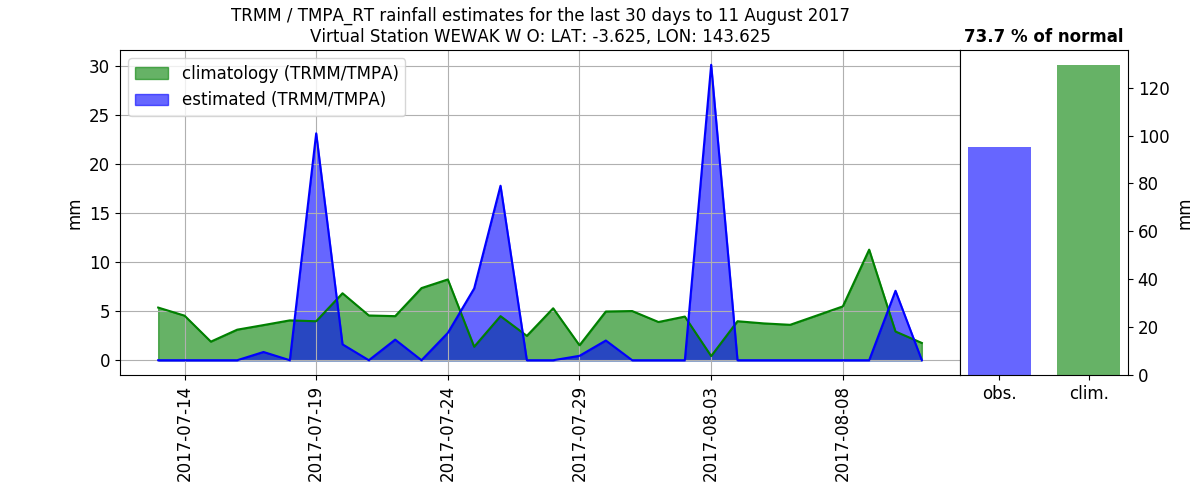 TRMM / TMPA_RT rainfall estimates for the last 30 days to 11 August 2017
Virtual Station WEWAK W O: LAT: -3.625, LON: 143.625
73.7 % of normal
climatology (TRMM/TMPA)
estimated (TRMM/TMPA)
30
25
20
15
10
5
0
mm
2017-07-14
2017-07-19
2017-07-24
2017-07-29
2017-08-03
2017-08-08
120
100
80
60
40
20
0
mm
obs.
clim.